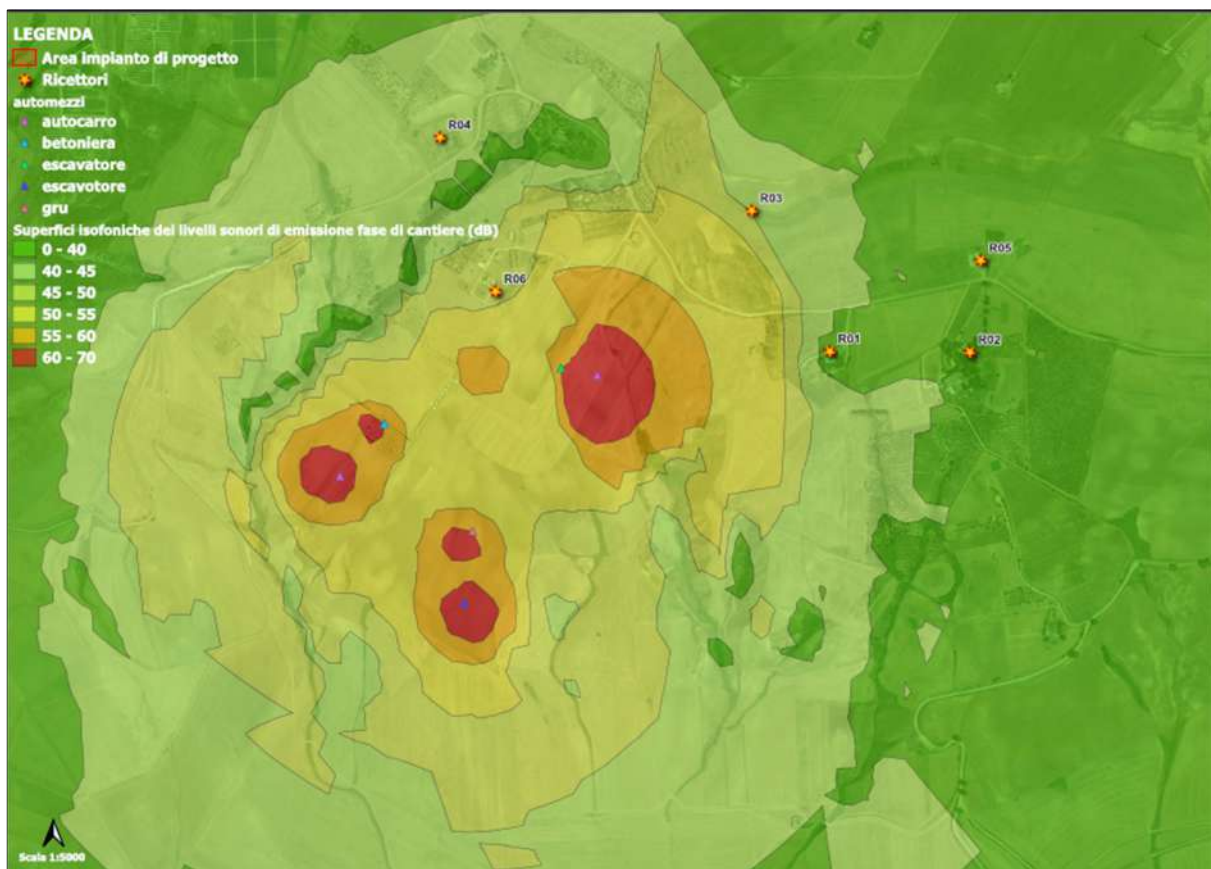 LEGENDA
Area impianto di progetto
Ricettori
automezzi
autocarro
betoniera
escavatore
escavotore
gru
Superfici isofoniche dei livelli sonori di emissione fase di cantiere (dB)
0 - 40
40 - 45
45 - 50
50 - 55
55 - 60
60 - 70
R04
R03
R05
R06
R01
R02
Scala 1:5000